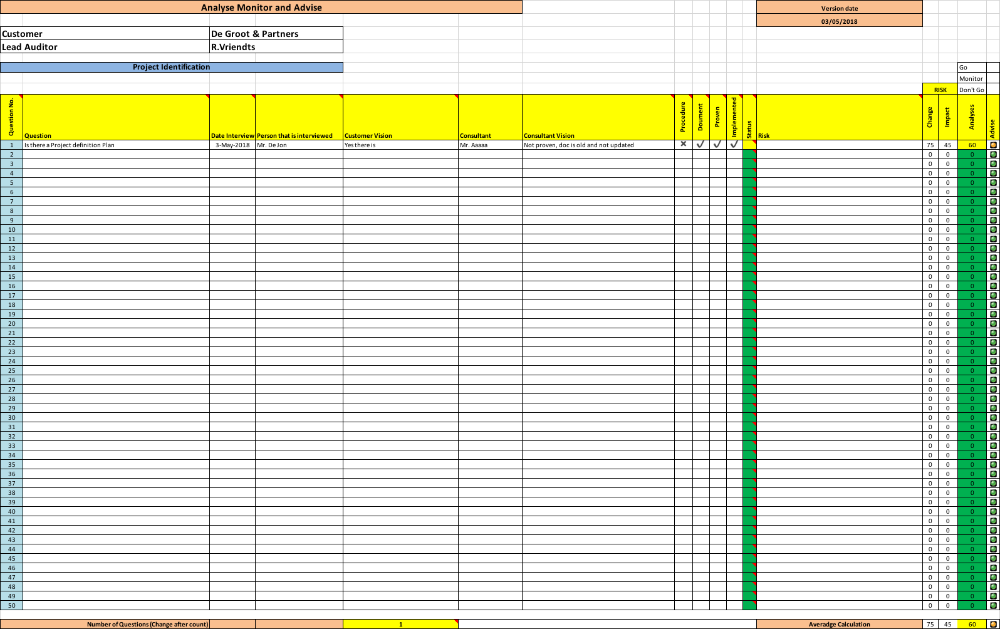 Analyse Monitor and Advise
Version date
03/05/2018
Customer De Groot & Partners
Lead Auditor R.Vriendts
Project Identification
Go
Monitor
RISK Don't Go
Question No. Question Date Interview Person that is interviewed Customer Vision Consultant Consultant Vision Procedure Document Proven Implemented Status Risk Change Impact Analyses Advise
1 Is there a Project definition Plan 3-May-2018 Mr. De Jon Yes there is Mr. Aaaaa Not proven, doc is old and not updated ✖ ✔ ✔ ✔ 75 45 60
2 0 0 0
3 0 0 0
4 0 0 0
5 0 0 0
6 0 0 0
7 0 0 0
8 0 0 0
9 0 0 0
10 0 0 0
11 0 0 0
12 0 0 0
13 0 0 0
14 0 0 0
15 0 0 0
16 0 0 0
17 0 0 0
18 0 0 0
19 0 0 0
20 0 0 0
21 0 0 0
22 0 0 0
23 0 0 0
24 0 0 0
25 0 0 0
26 0 0 0
27 0 0 0
28 0 0 0
29 0 0 0
30 0 0 0
31 0 0 0
32 0 0 0
33 0 0 0
34 0 0 0
35 0 0 0
36 0 0 0
37 0 0 0
38 0 0 0
39 0 0 0
40 0 0 0
41 0 0 0
42 0 0 0
43 0 0 0
44 0 0 0
45 0 0 0
46 0 0 0
47 0 0 0
48 0 0 0
49 0 0 0
50 0 0 0
Number of Questions (Change after count) 1 Averadge Calculation 75 45 60